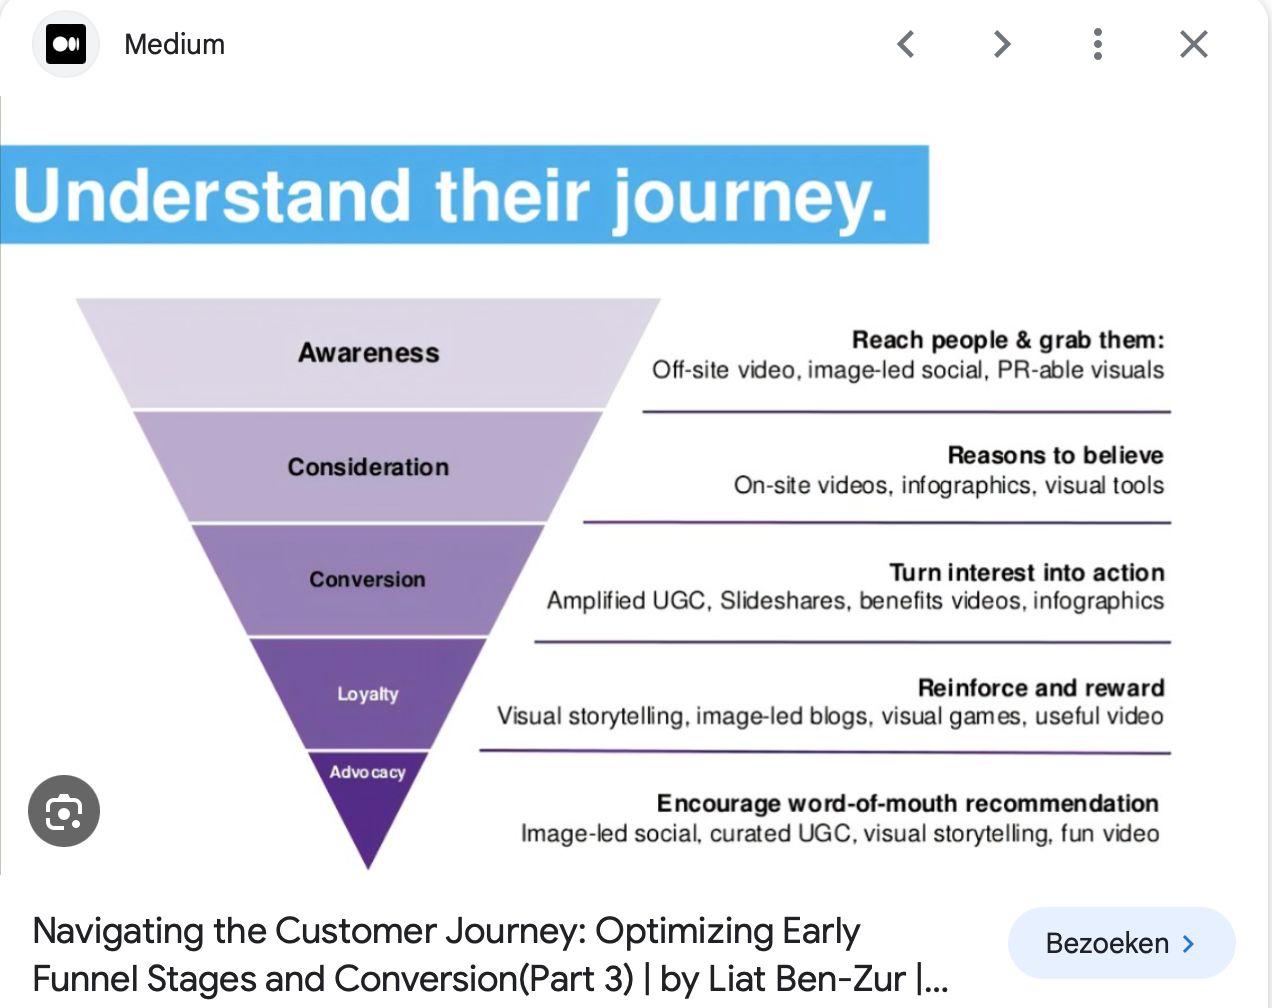 Medium
Understand their journey.
Awareness
Reach people & grab them:
Off-site video, image-led social, PR-able visuals
Consideration
Reasons to believe
On-site videos, infographics, visual tools
Conversion
Turn interest into action
Amplified UGC, Slideshares, benefits videos, infographics
Loyalty
Reinforce and reward
Visual storytelling, image-led blogs, visual games, useful video
Advocacy
Encourage word-of-mouth recommendation
Image-led social, curated UGC, visual storytelling, fun video
Navigating the Customer Journey: Optimizing Early
Funnel Stages and Conversion(Part 3) | by Liat Ben-Zur |...
Bezoeken